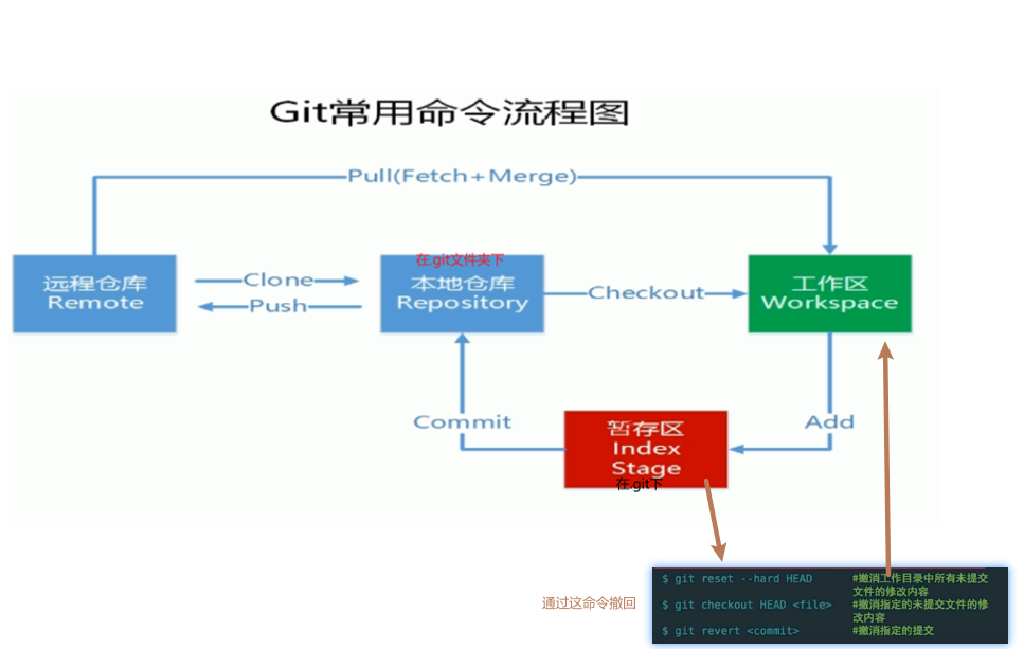 Git常用命令流程图
Pull(Fetch+Merge)
远程仓库
Remote
Clone
Push
在.git文件夹下
本地仓库
Repository
Checkout
工作区
Workspace
Commit
暂存区
Index
Stage
在.git下
Add
通过这命令撤回
$ git reset --hard HEAD #撤消工作目录中所有未提交
文件的修改内容
$ git checkout HEAD <file> #撤消指定的未提交文件的修
改内容
$ git revert <commit> #撤消指定的提交